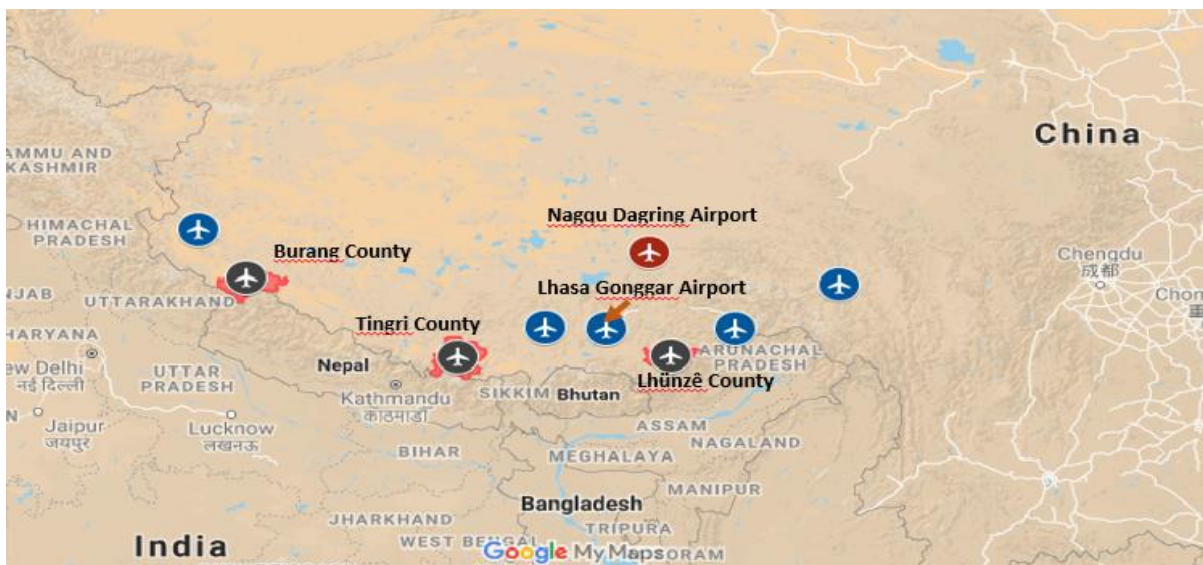 China
AMMU AND
KASHMIR
Nagqu Dagring Airport
HIMACHAL
PRADESH
Burang County
Chengdu
成都
Lhasa Gonggar Airport
NJAB
UTTARAKHAND
Chon
Tingri County
HARYANA
ew Delhi
नई दिल्ली
Nepal
ARUNACHAL
PRADESH
UTTAR
PRADESH
Kathmandu
काठमाडौं
SIKKIM
Bhutan
Lhünzê County
N
Jaipur
जयपुर
Lucknow
लखनऊ
ASSAM
NAGALAND
BIHAR
MEGHALAYA
MANIPUR
Bangladesh
JHARKHAND
TRIPURA
India
WEST BENGAL
Google My Maps
ZORAM